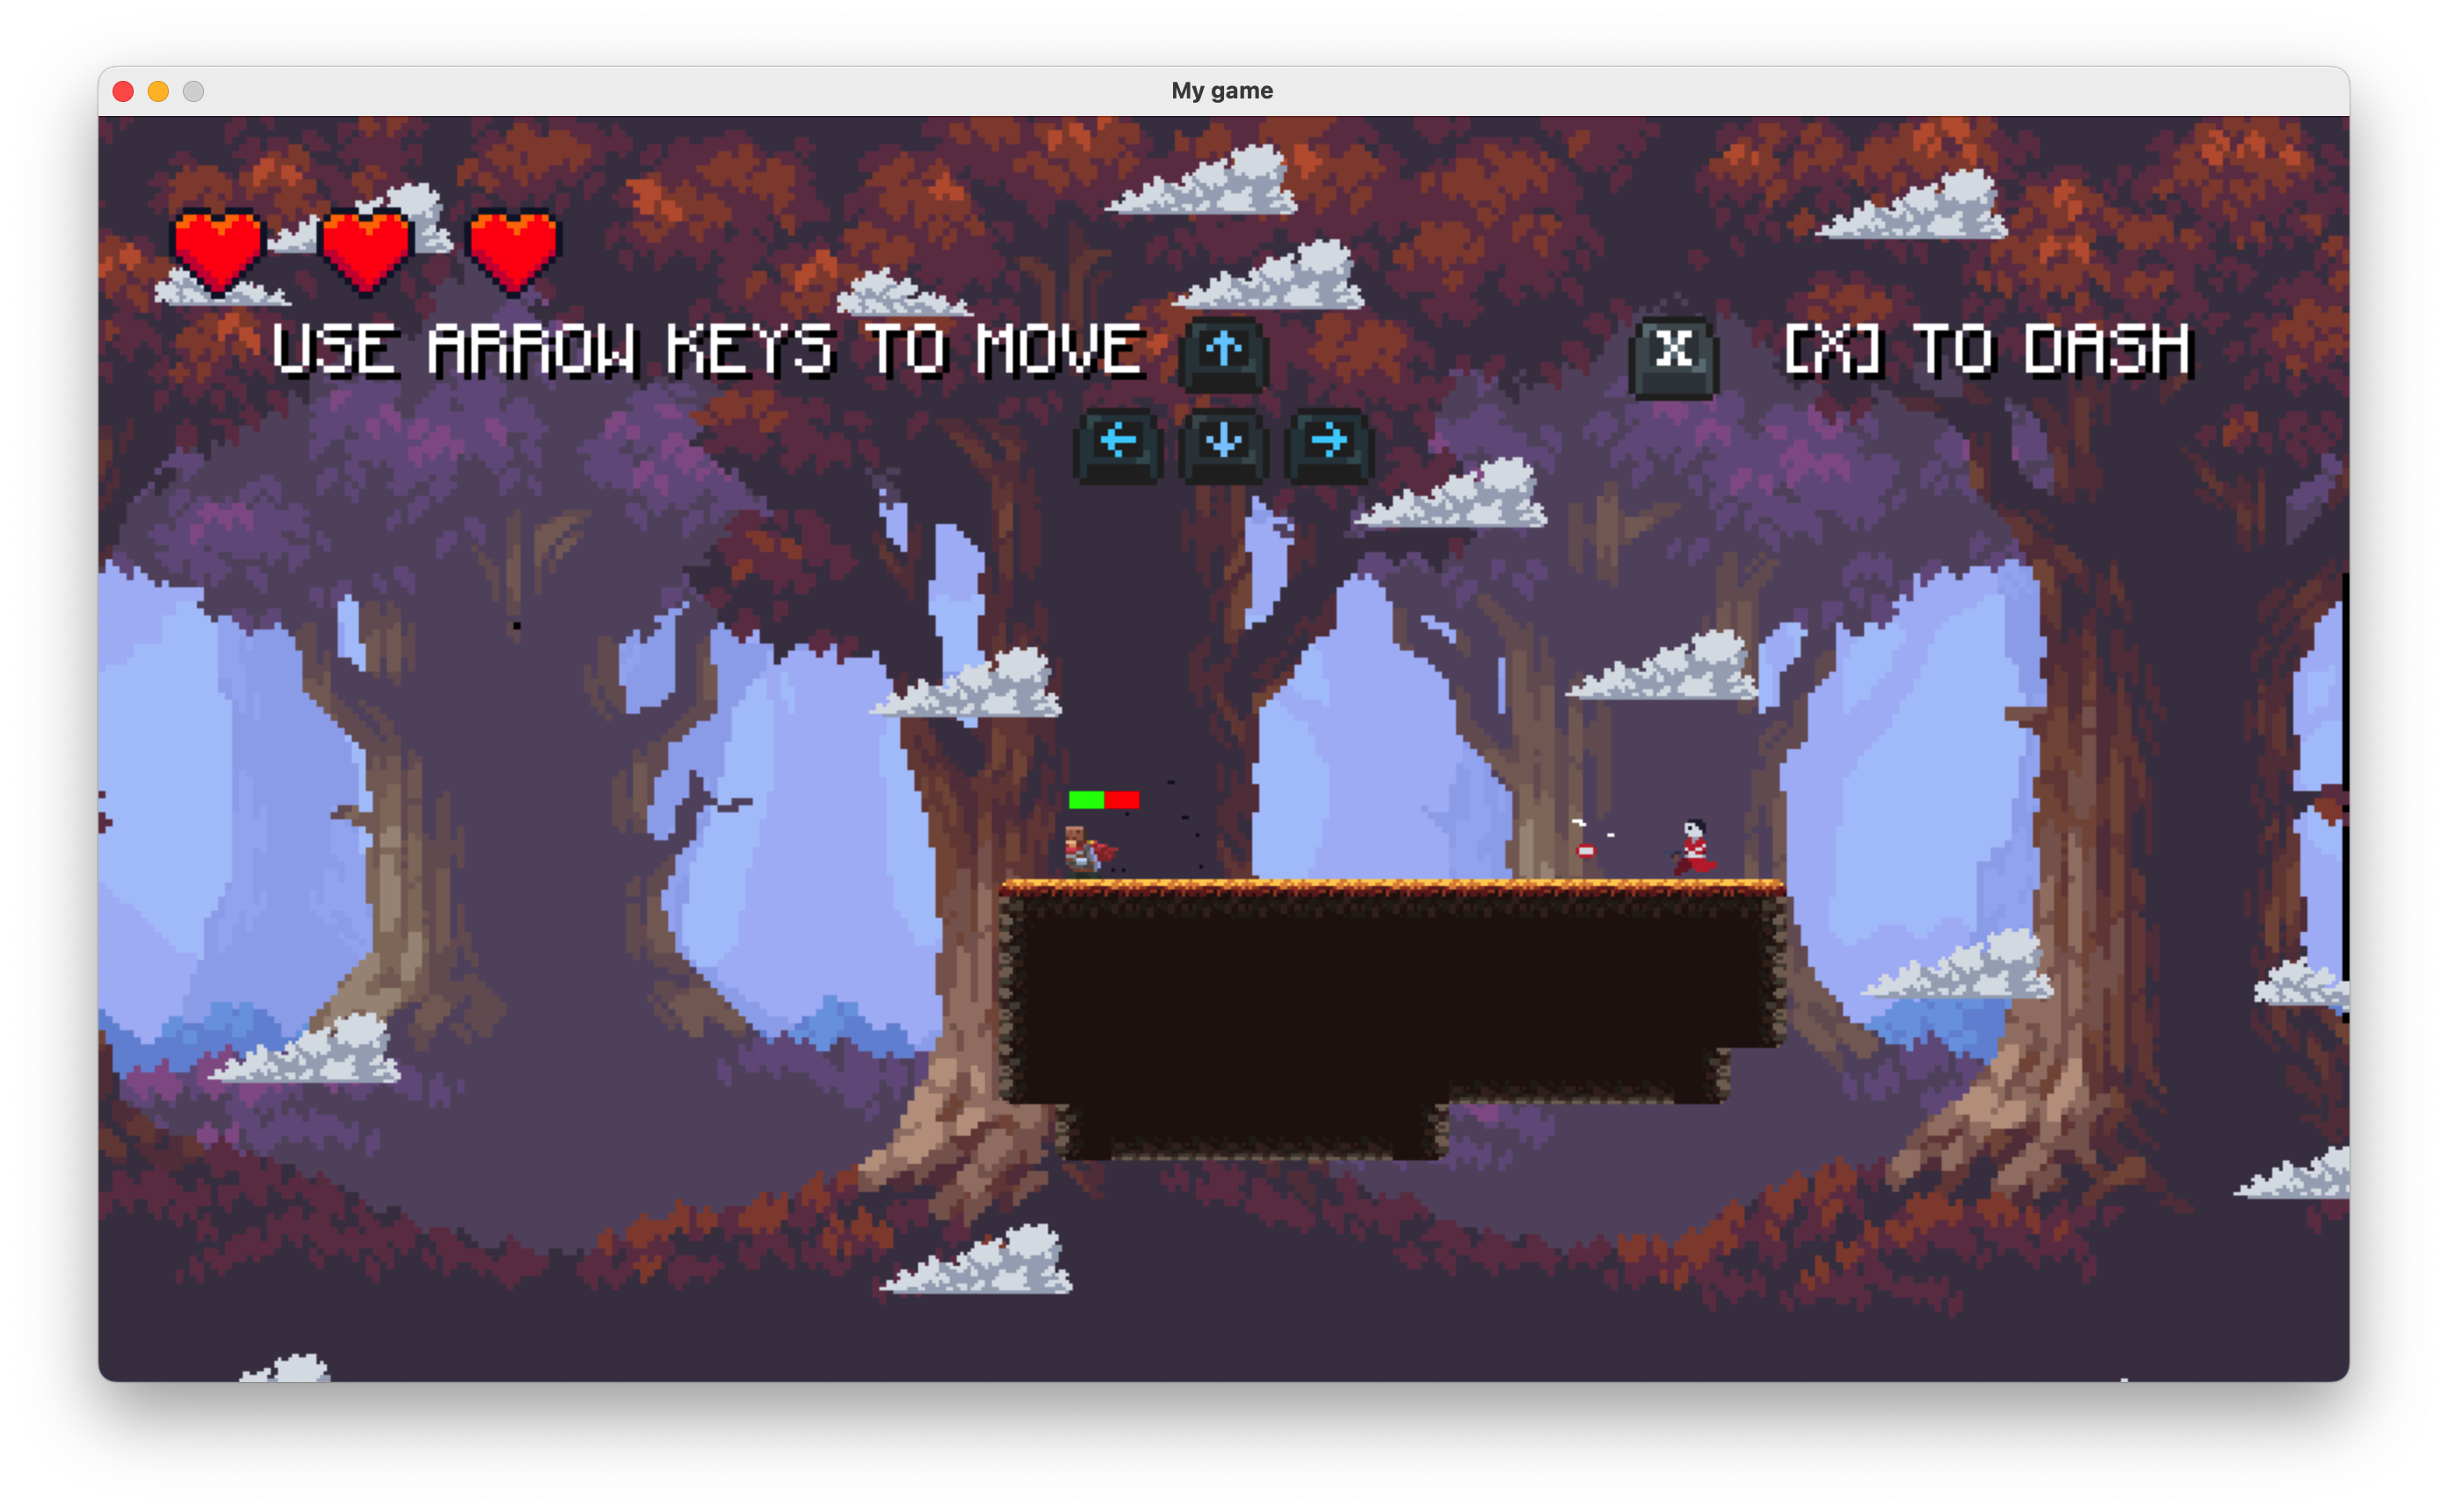 My game
USE ARROW KEYS TO MOVE ↑ X [X] TO DASH
← ↓ →